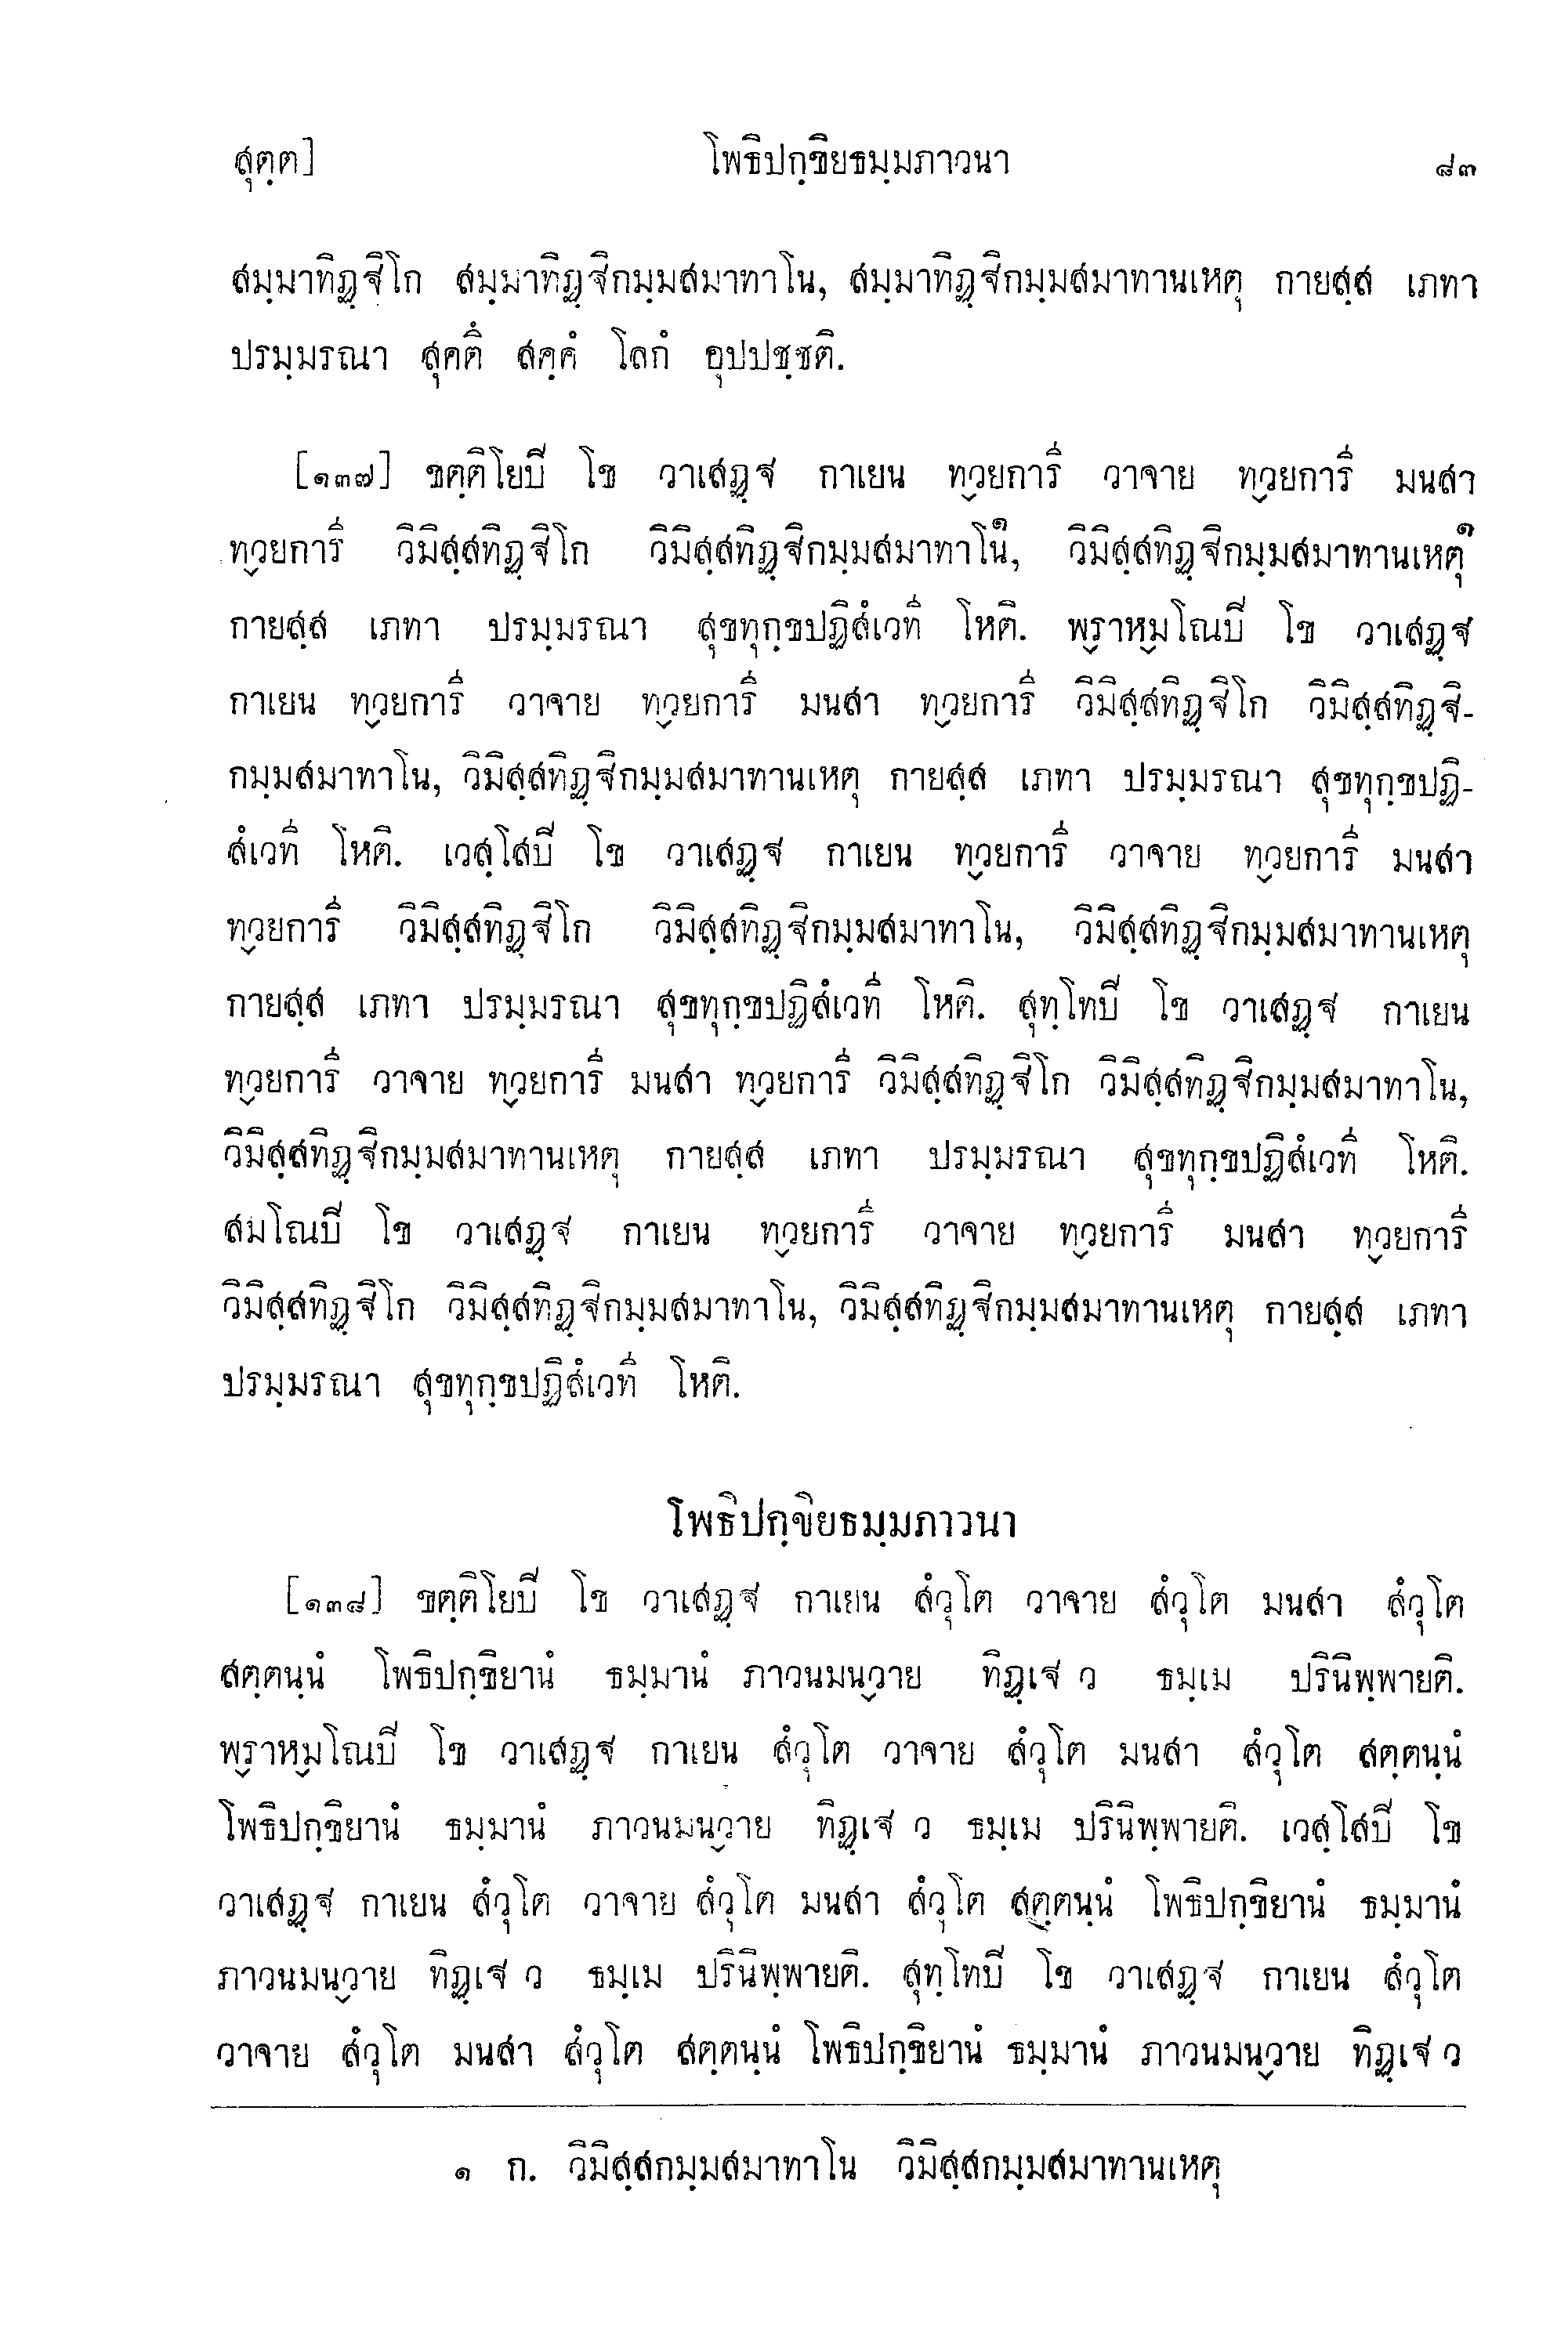 สุตฺต]
โพธิปกฺขิยธมฺมภาวนา
๘๓
สมฺมาทิฏฺฐิโก สมฺมาทิฏฺฐิกมฺมสมาทาโน, สมฺมาทิฏฺฐิกมฺมสมาทานเหตุ กายสฺส เภทา
ปรมฺมรณา สุคตึ สคฺคํ โลกํ อุปปชฺชติ.
[๑๓๗] ขตฺติโยปิ โข วาเสฏฺฐ กาเยน ทฺวยการี วาจาย ทฺวยการี มนสา
ทฺวยการี วิมิสฺสทิฏฺฐิโก วิมิสฺสทิฏฺฐิกมฺมสมาทาโน๑, วิมิสฺสทิฏฺฐิกมฺมสมาทานเหตุ๑
กายสฺส เภทา ปรมฺมรณา สุขทุกฺขปฏิสํเวที โหติ. พฺราหฺมโณปิ โข วาเสฏฺฐ
กาเยน ทฺวยการี วาจาย ทฺวยการี มนสา ทฺวยการี วิมิสฺสทิฏฺฐิโก วิมิสฺสทิฏฺฐิ-
กมฺมสมาทาโน, วิมิสฺสทิฏฺฐิกมฺมสมาทานเหตุ กายสฺส เภทา ปรมฺมรณา สุขทุกฺขปฏิ-
สํเวที โหติ. เวสฺโสปิ โข วาเสฏฺฐ กาเยน ทฺวยการี วาจาย ทฺวยการี มนสา
ทฺวยการี วิมิสฺสทิฏฺฐิโก วิมิสฺสทิฏฺฐิกมฺมสมาทาโน, วิมิสฺสทิฏฺฐิกมฺมสมาทานเหตุ
กายสฺส เภทา ปรมฺมรณา สุขทุกฺขปฏิสํเวที โหติ. สุทฺโทปิ โข วาเสฏฺฐ กาเยน
ทฺวยการี วาจาย ทฺวยการี มนสา ทฺวยการี วิมิสฺสทิฏฺฐิโก วิมิสฺสทิฏฺฐิกมฺมสมาทาโน,
วิมิสฺสทิฏฺฐิกมฺมสมาทานเหตุ กายสฺส เภทา ปรมฺมรณา สุขทุกฺขปฏิสํเวที โหติ.
สมโณปิ โข วาเสฏฺฐ กาเยน ทฺวยการี วาจาย ทฺวยการี มนสา ทฺวยการี
วิมิสฺสทิฏฺฐิโก วิมิสฺสทิฏฺฐิกมฺมสมาทาโน, วิมิสฺสทิฏฺฐิกมฺมสมาทานเหตุ กายสฺส เภทา
ปรมฺมรณา สุขทุกฺขปฏิสํเวที โหติ.
โพธิปกฺขิยธมฺมภาวนา
[๑๓๘] ขตฺติโยปิ โข วาเสฏฺฐ กาเยน สํวุโต วาจาย สํวุโต มนสา สํวุโต
สตฺตนฺนํ โพธิปกฺขิยานํ ธมฺมานํ ภาวนมนฺวาย ทิฏฺเฐ ว ธมฺเม ปรินิพฺพายติ.
พฺราหฺมโณปิ โข วาเสฏฺฐ กาเยน สํวุโต วาจาย สํวุโต มนสา สํวุโต สตฺตนฺนํ
โพธิปกฺขิยานํ ธมฺมานํ ภาวนมนฺวาย ทิฏฺเฐ ว ธมฺเม ปรินิพฺพายติ. เวสฺโสปิ โข
วาเสฏฺฐ กาเยน สํวุโต วาจาย สํวุโต มนสา สํวุโต สตฺตนฺนํ โพธิปกฺขิยานํ ธมฺมานํ
ภาวนมนฺวาย ทิฏฺเฐ ว ธมฺเม ปรินิพฺพายติ. สุทฺโทปิ โข วาเสฏฺฐ กาเยน สํวุโต
วาจาย สํวุโต มนสา สํวุโต สตฺตนฺนํ โพธิปกฺขิยานํ ธมฺมานํ ภาวนมนฺวาย ทิฏฺเฐ ว
๑ ก. วิมิสฺสกมฺมสมาทาโน วิมิสฺสกมฺมสมาทานเหตุ